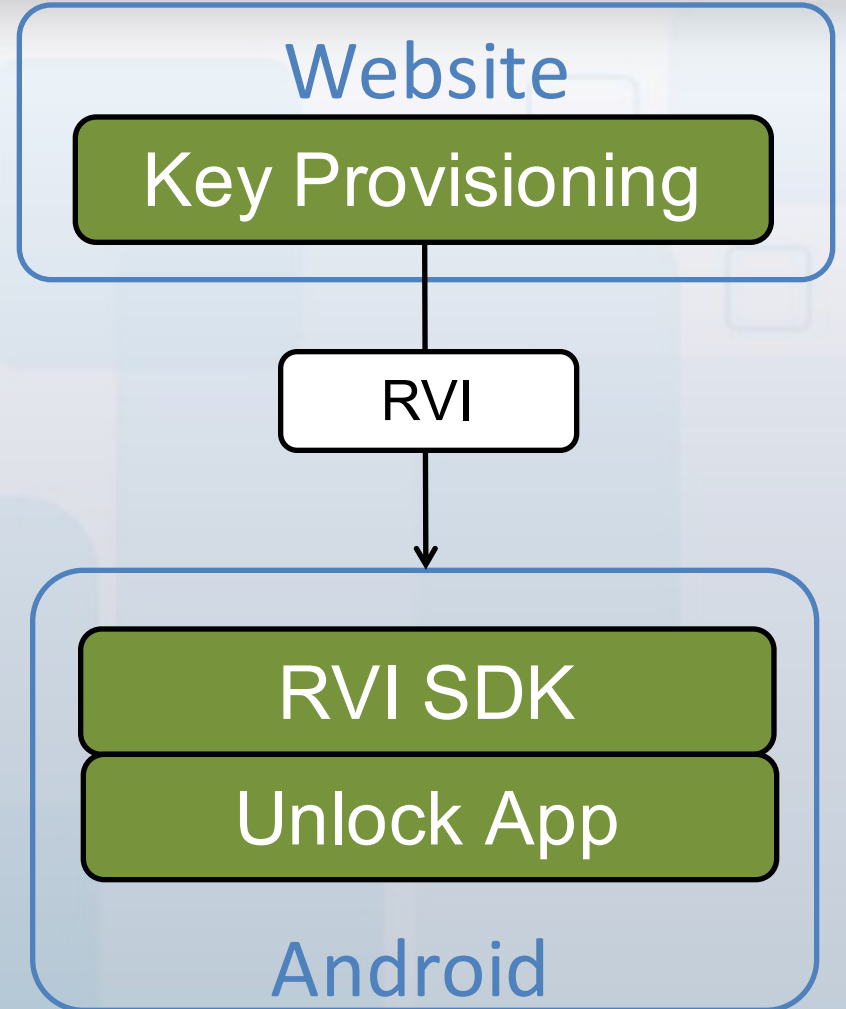 Website
Key Provisioning
RVI
RVI SDK
Unlock App
Android